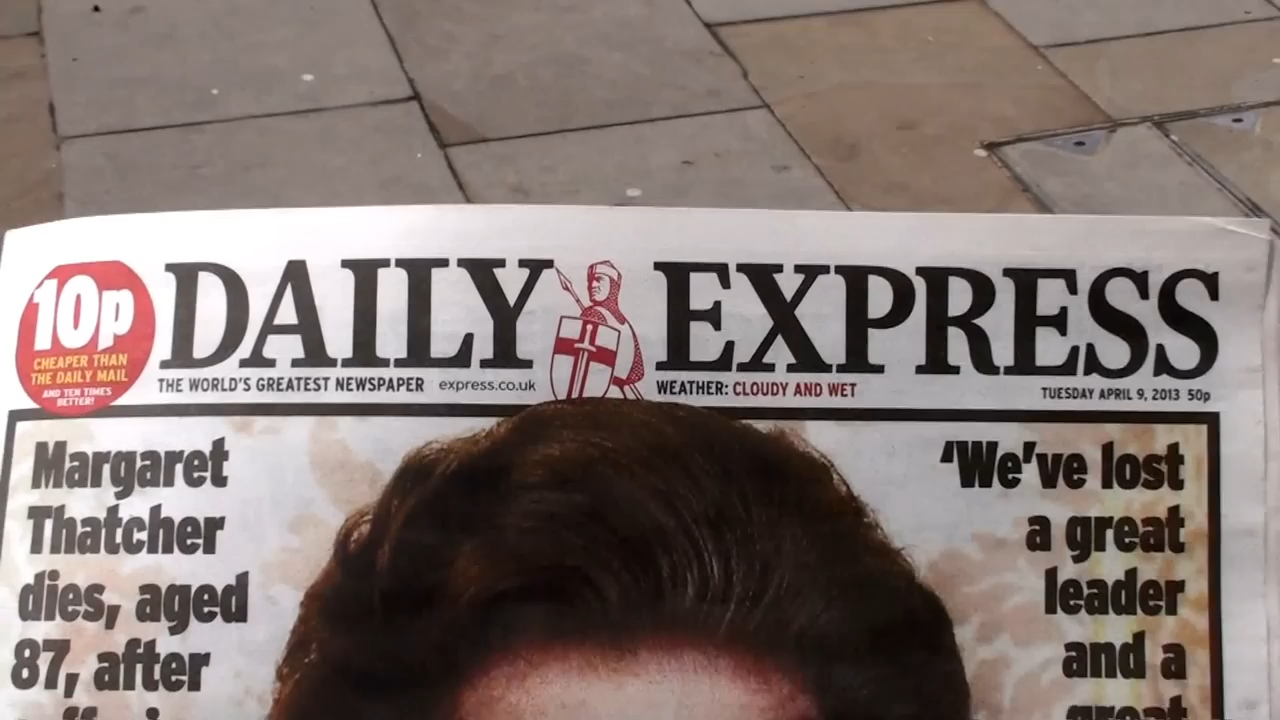 10p
CHEAPER THAN
THE DAILY MAIL
AND TEN TIMES
BETTER!
DAILY EXPRESS
THE WORLD'S GREATEST NEWSPAPER
express.co.uk
WEATHER: CLOUDY AND WET
TUESDAY APRIL 9, 2013 50p
Margaret
Thatcher
dies, aged
87, after
'We've lost
a great
leader
and a
great